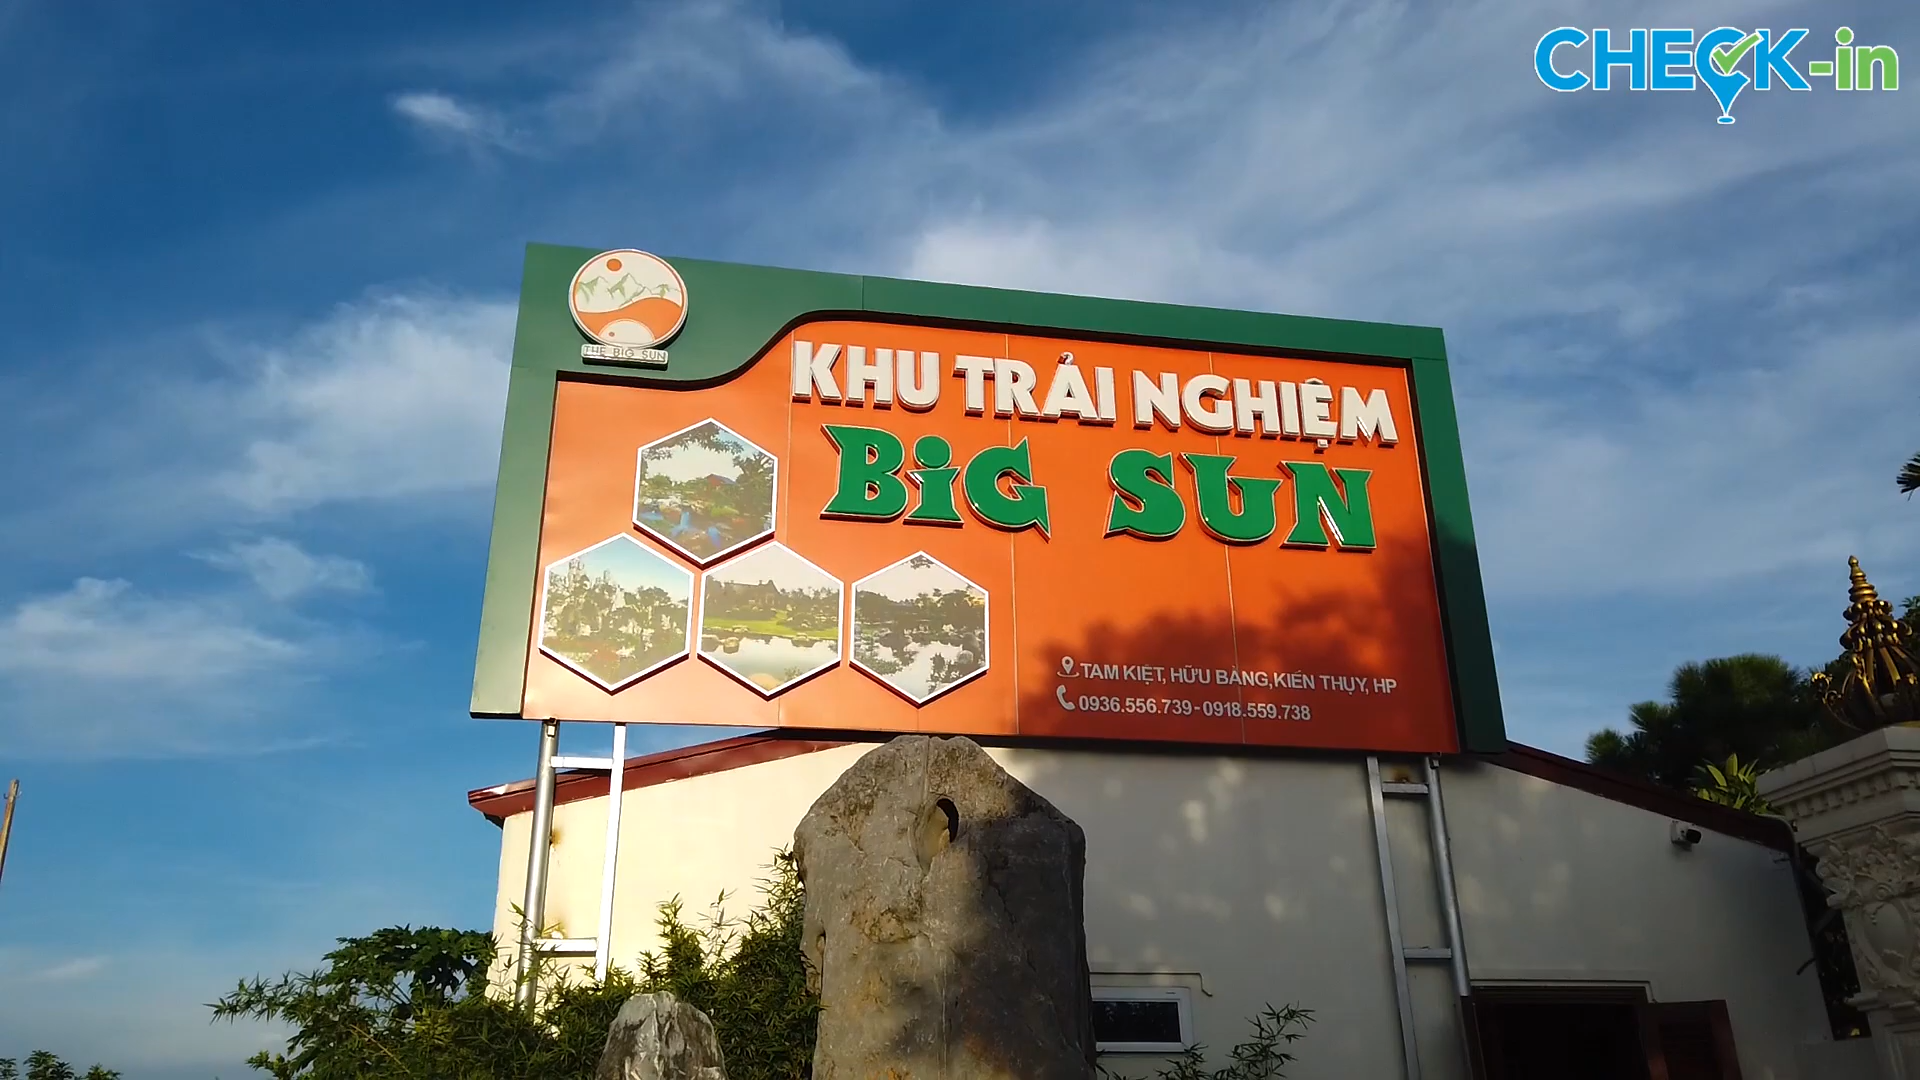 CHECK-in
THE BIG SUN
KHU TRẢI NGHIỆM
BiG SUN
TAM KIỆT, HỮU BẰNG, KIẾN THỤY, HP
0936.556.739 - 0918.559.738